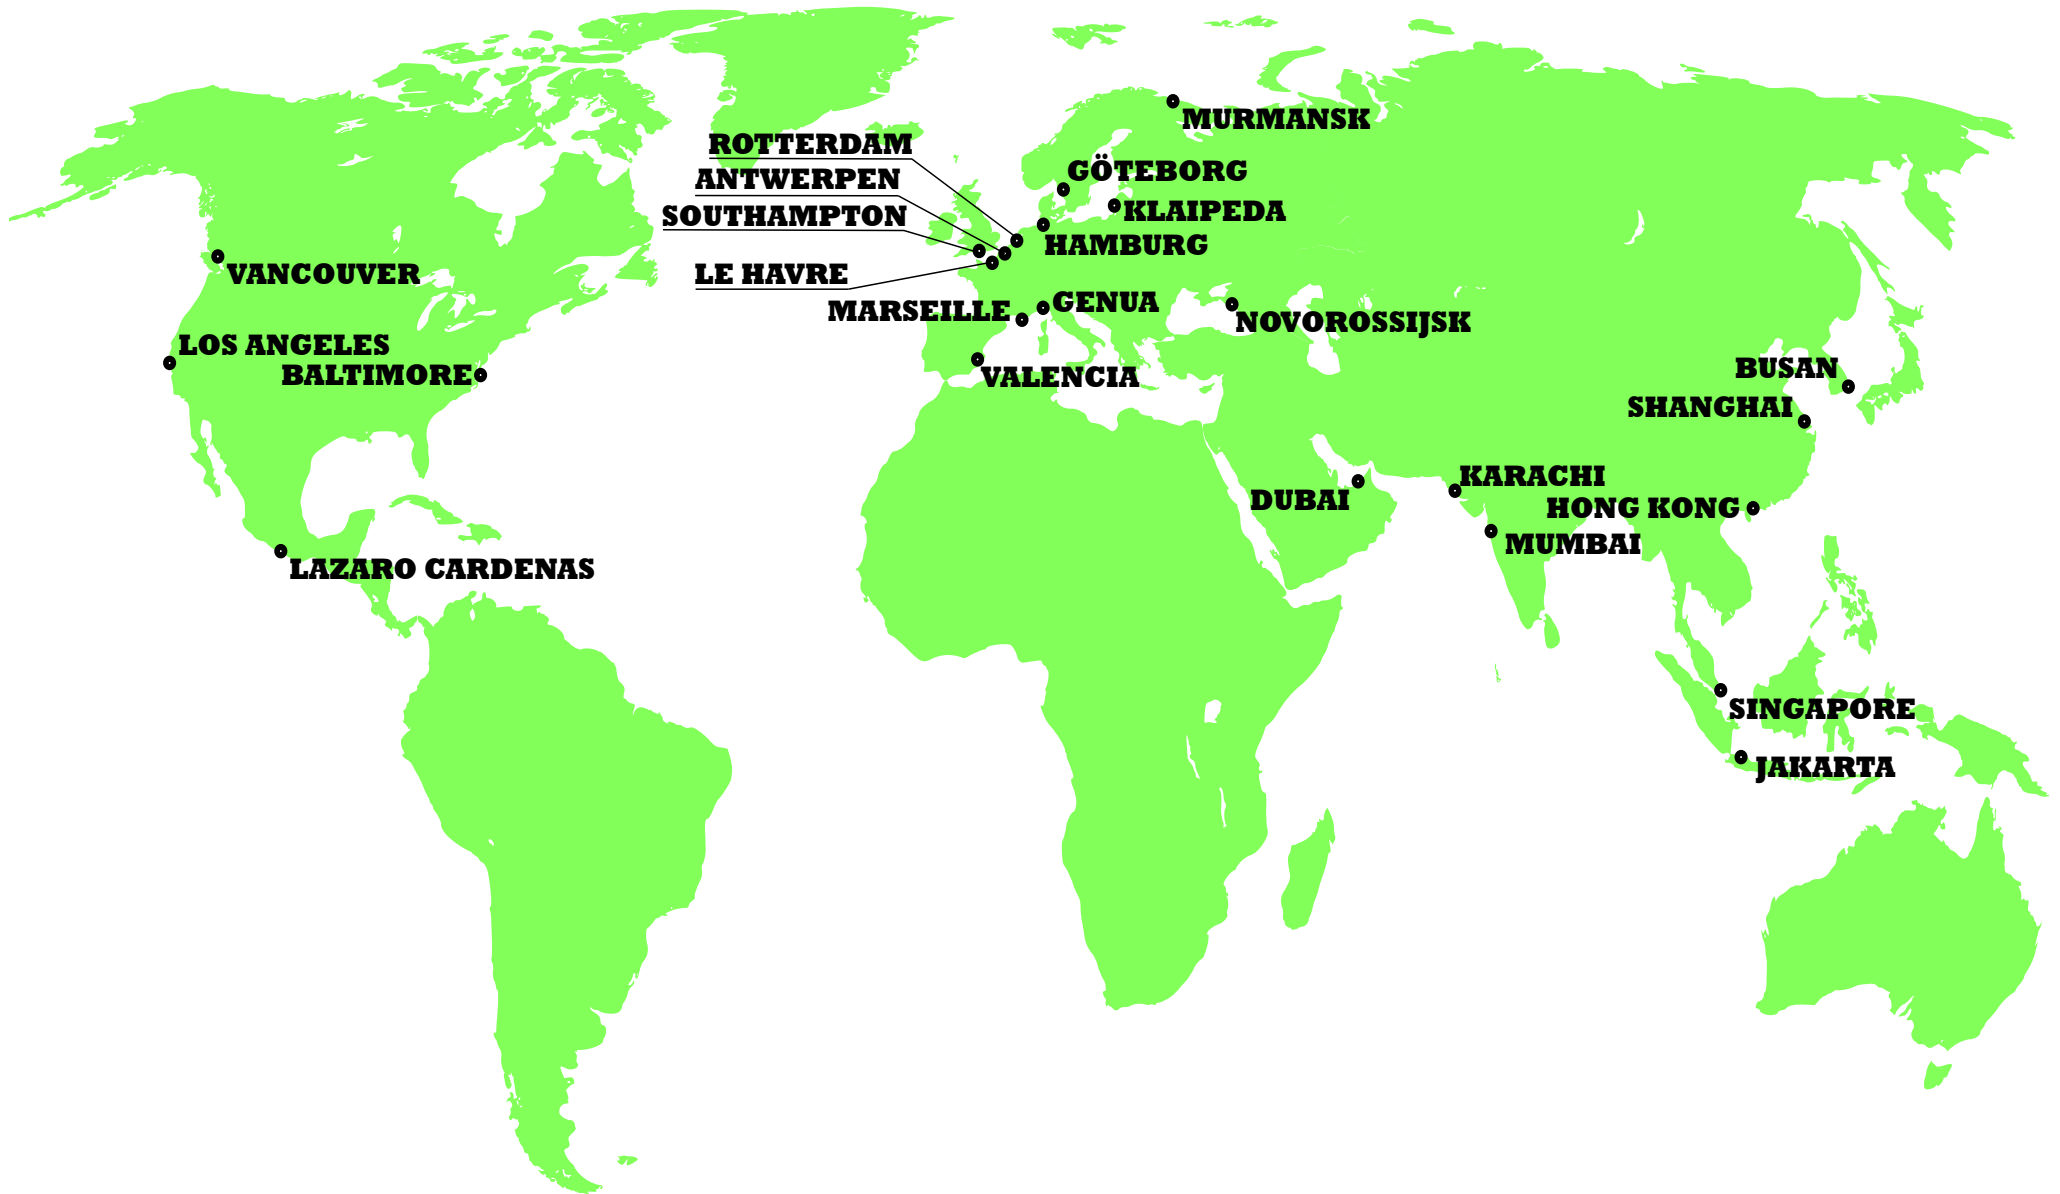 MURMANSK
ROTTERDAM
GÖTEBORG
ANTWERPEN
SOUTHAMPTON
KLAIPEDA
HAMBURG
VANCOUVER
LE HAVRE
GENUA
MARSEILLE
NOVOROSSIJSK
LOS ANGELES
BALTIMORE
VALENCIA
BUSAN
SHANGHAI
KARACHI
DUBAI
HONG KONG
MUMBAI
LAZARO CARDENAS
SINGAPORE
JAKARTA